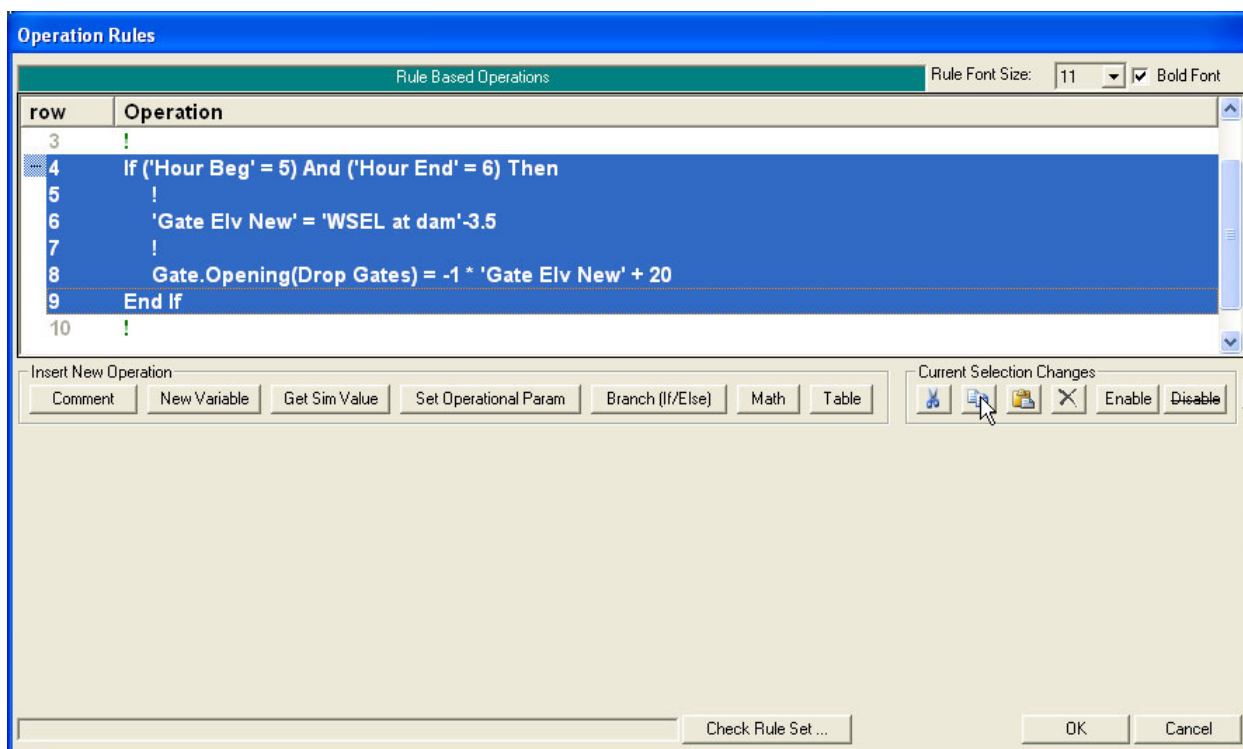 Operation Rules
Rule Based Operations Rule Font Size: 11 Bold Font
row Operation
3 !
4 If ('Hour Beg' = 5) And ('Hour End' = 6) Then
5 !
6 'Gate Elv New' = 'WSEL at dam'-3.5
7 !
8 Gate.Opening(Drop Gates) = -1 * 'Gate Elv New' + 20
9 End If
10 !
Insert New Operation Current Selection Changes
Comment New Variable Get Sim Value Set Operational Param Branch (If/Else) Math Table Enable Disable
Check Rule Set ... OK Cancel